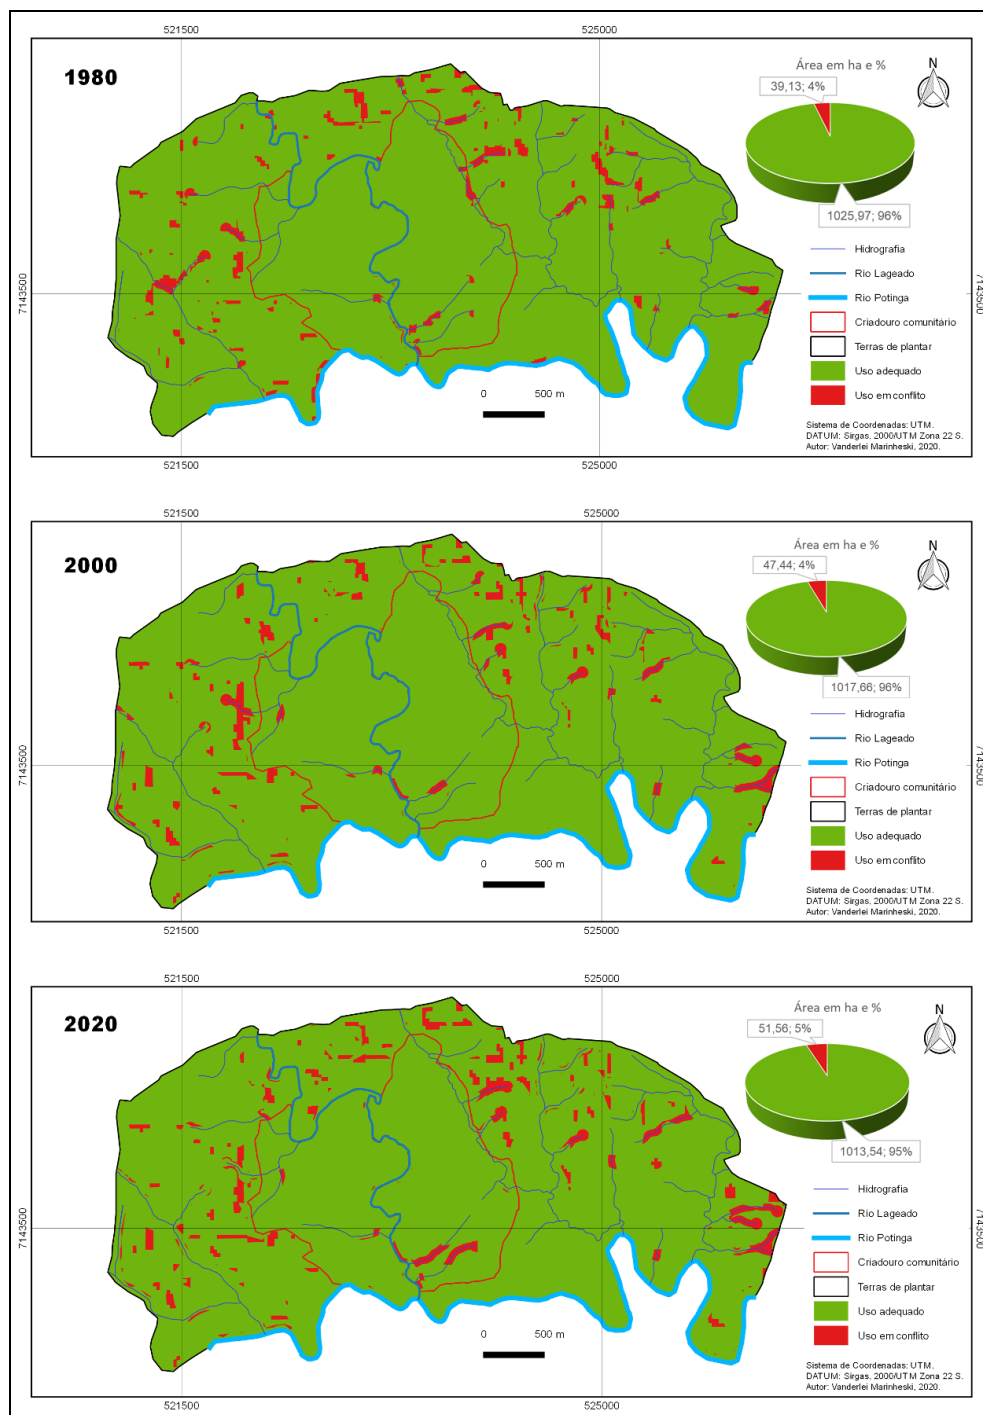 521500
525000
1980
Área em ha e %
N
39,13; 4%
1025,97; 96%
Hidrografia
Rio Lageado
7143500
7143500
Rio Potinga
Criadouro comunitário
Terras de plantar
Uso adequado
Uso em conflito
0 500 m
Sistema de Coordenadas: UTM.
DATUM: Sirgas, 2000/UTM Zona 22 S.
Autor: Vanderlei Marinheski, 2020.
521500
525000
521500
525000
2000
Área em ha e %
N
47,44; 4%
1017,66; 96%
Hidrografia
Rio Lageado
7143500
7143500
Rio Potinga
Criadouro comunitário
Terras de plantar
Uso adequado
Uso em conflito
0 500 m
Sistema de Coordenadas: UTM.
DATUM: Sirgas, 2000/UTM Zona 22 S.
Autor: Vanderlei Marinheski, 2020.
521500
525000
521500
525000
2020
Área em ha e %
N
51,56; 5%
1013,54; 95%
Hidrografia
Rio Lageado
7143500
7143500
Rio Potinga
Criadouro comunitário
Terras de plantar
Uso adequado
Uso em conflito
0 500 m
Sistema de Coordenadas: UTM.
DATUM: Sirgas, 2000/UTM Zona 22 S.
Autor: Vanderlei Marinheski, 2020.
521500
525000